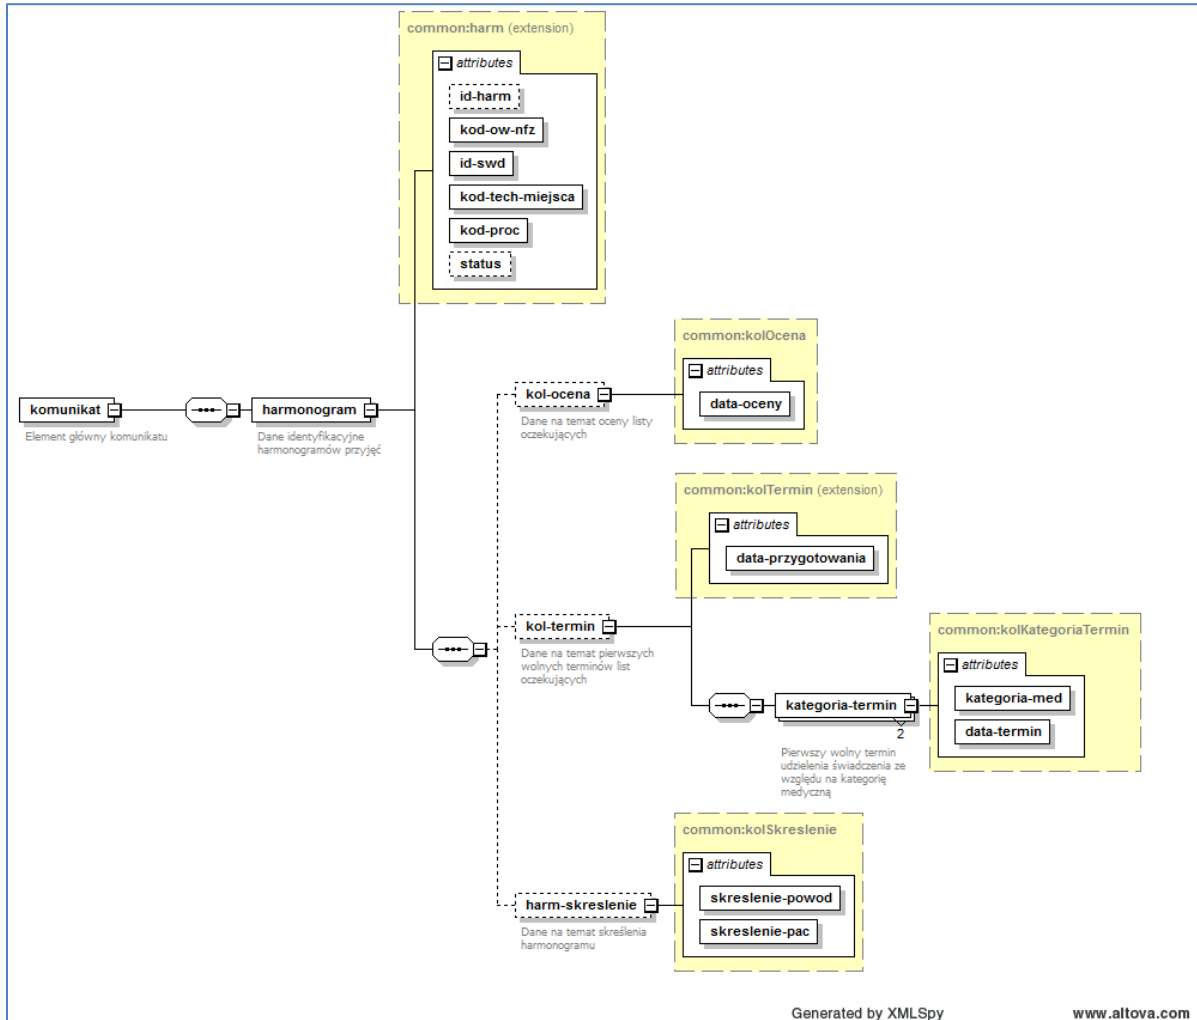 common:harm (extension)
attributes
id-harm
kod-ow-nfz
id-swd
kod-tech-miejsca
kod-proc
status
komunikat
Element główny komunikatu
harmonogram
Dane identyfikacyjne
harmonogramów przyjęć
common:kolOcena
attributes
data-oceny
kol-ocena
Dane na temat oceny listy
oczekujących
common:kolTermin (extension)
attributes
data-przygotowania
kol-termin
Dane na temat pierwszych
wolnych terminów list
oczekujących
common:kolKategoriaTermin
attributes
kategoria-med
data-termin
kategoria-termin
2
Pierwszy wolny termin
udzielenia świadczenia ze
względu na kategorię
medyczną
common:kolSkreslenie
attributes
skreslenie-powod
skreslenie-pac
harm-skreslenie
Dane na temat skreślenia
harmonogramu
Generated by XMLSpy
www.altova.com